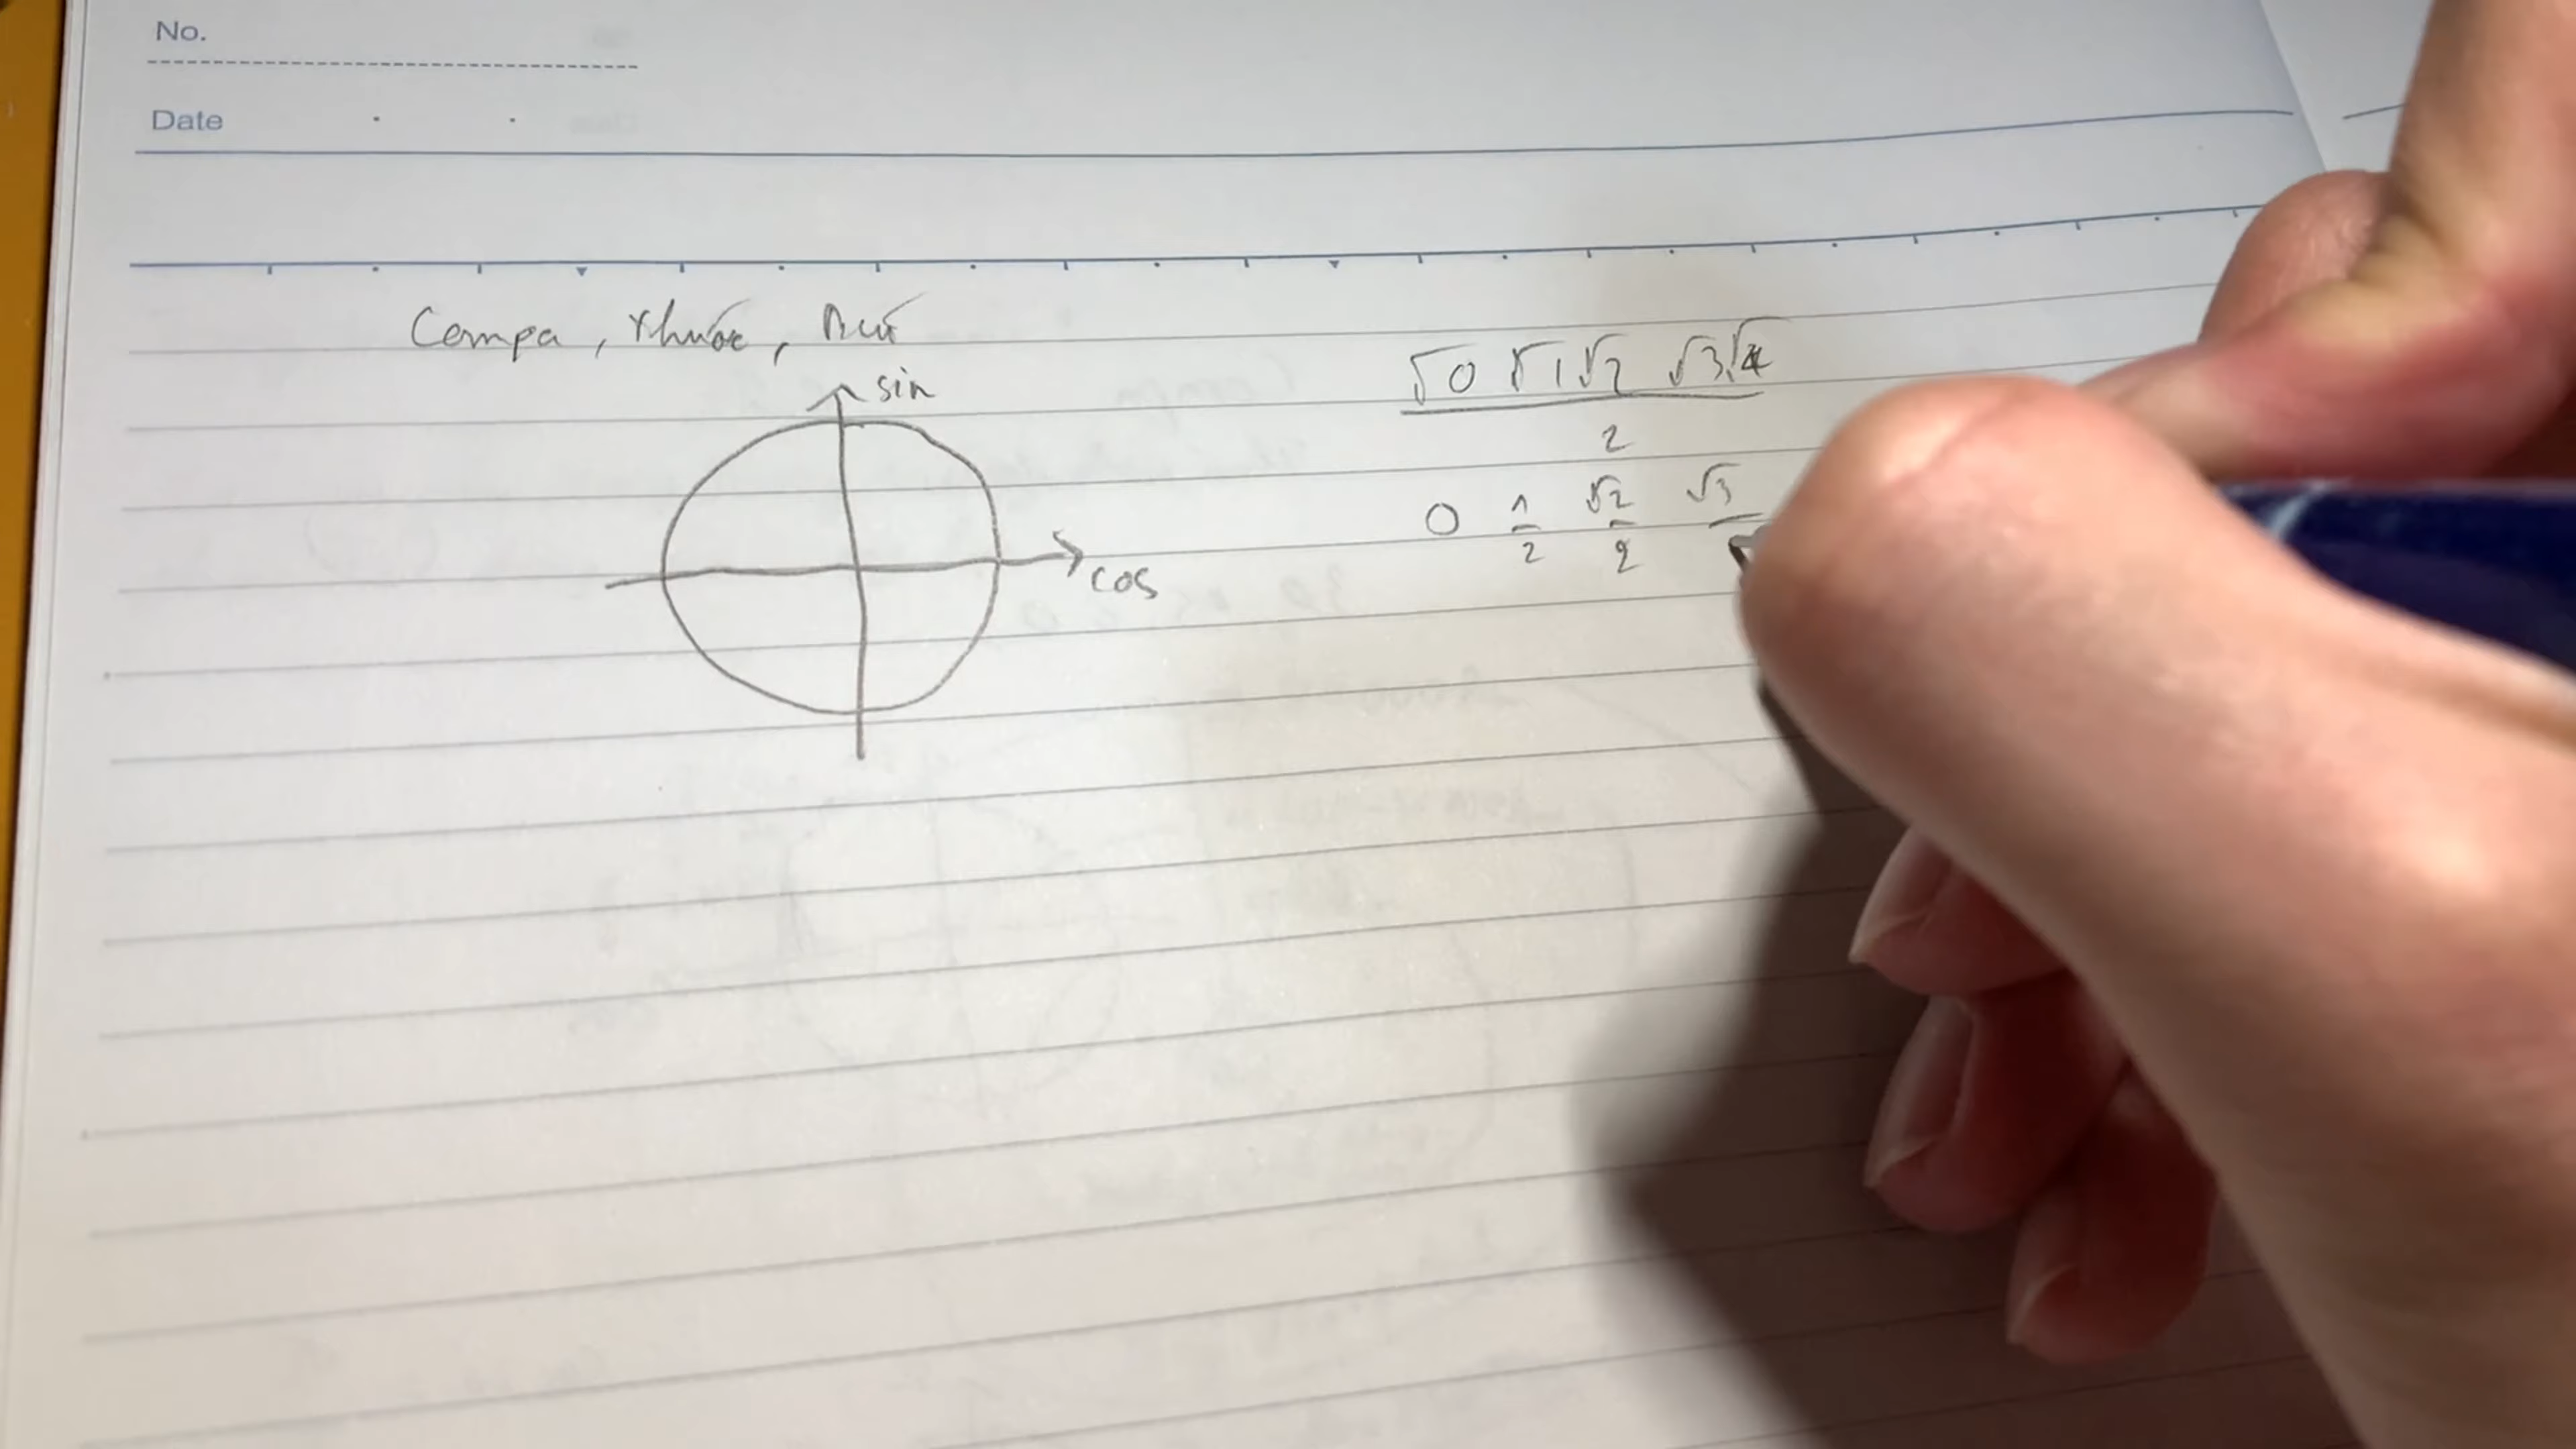 No.
Date
Compa, thước, bút
sin
cos
√0 √1 √2 √3 √4
2
0 1/2 √2/2 √3